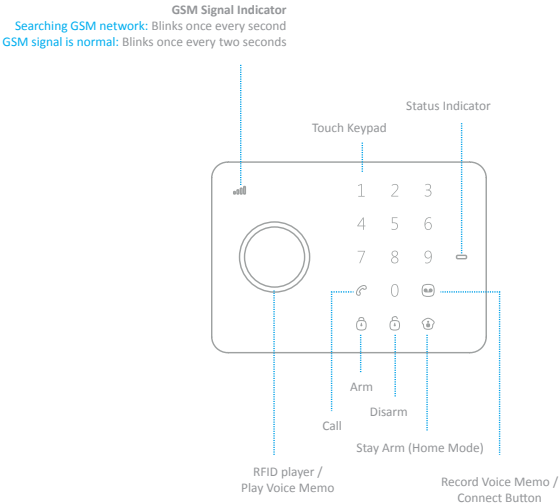 GSM Signal Indicator
Searching GSM network: Blinks once every second
GSM signal is normal: Blinks once every two seconds
Status Indicator
Touch Keypad
1 2 3
4 5 6
7 8 9
0
Arm
Disarm
Call
Stay Arm (Home Mode)
RFID player /
Play Voice Memo
Record Voice Memo /
Connect Button